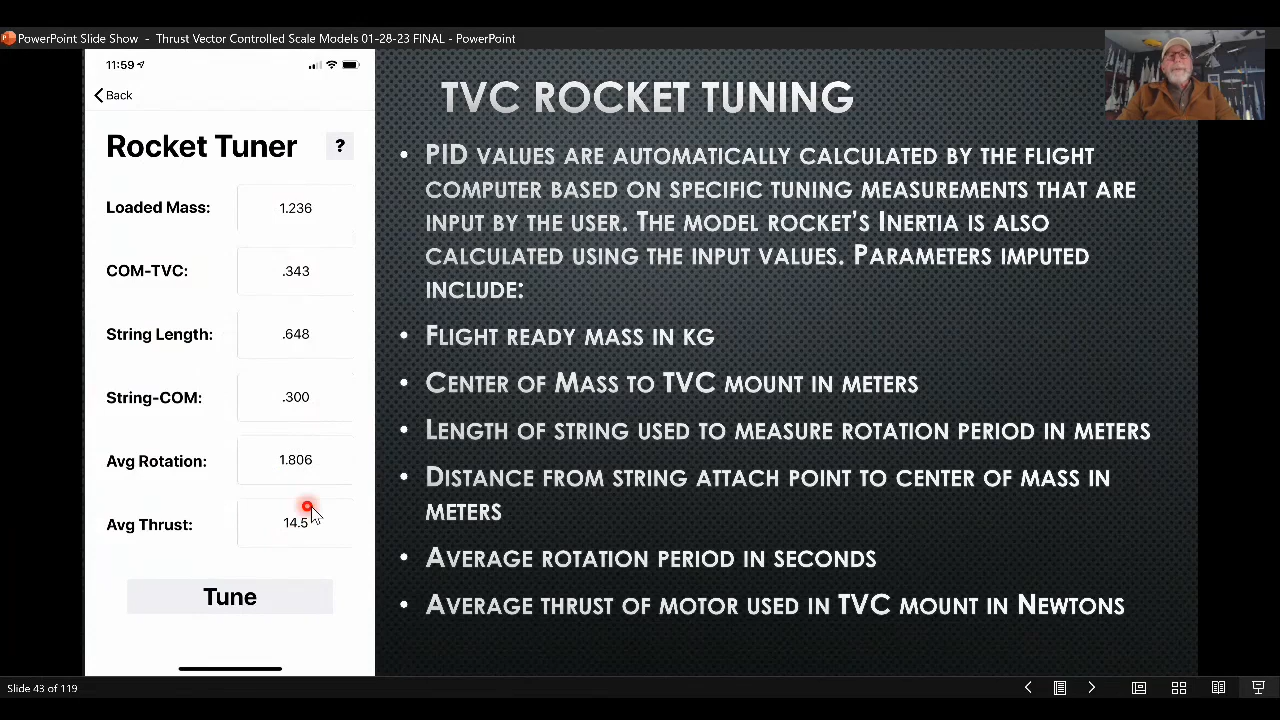 PowerPoint Slide Show - Thrust Vector Controlled Scale Models 01-28-23 FINAL - PowerPoint
11:59
Back
Rocket Tuner
?
Loaded Mass: 1.236
COM-TVC: .343
String Length: .648
String-COM: .300
Avg Rotation: 1.806
Avg Thrust: 14.5
Tune
TVC ROCKET TUNING
• PID VALUES ARE AUTOMATICALLY CALCULATED BY THE FLIGHT
COMPUTER BASED ON SPECIFIC TUNING MEASUREMENTS THAT ARE
INPUT BY THE USER. THE MODEL ROCKET'S INERTIA IS ALSO
CALCULATED USING THE INPUT VALUES. PARAMETERS IMPUTED
INCLUDE:
• FLIGHT READY MASS IN KG
• CENTER OF MASS TO TVC MOUNT IN METERS
• LENGTH OF STRING USED TO MEASURE ROTATION PERIOD IN METERS
• DISTANCE FROM STRING ATTACH POINT TO CENTER OF MASS IN
METERS
• AVERAGE ROTATION PERIOD IN SECONDS
• AVERAGE THRUST OF MOTOR USED IN TVC MOUNT IN NEWTONS
Slide 43 of 119